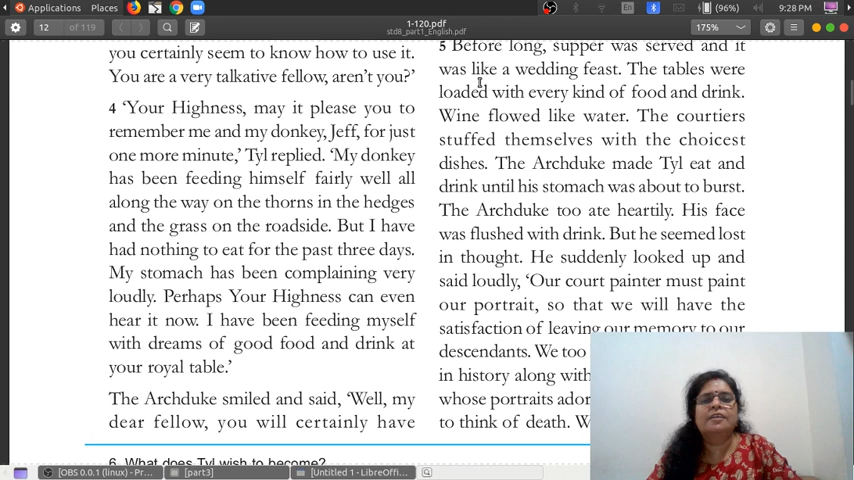 Applications Places En (96%) 9:28 PM
12 of 119 1-120.pdf 175%
std8_part1_English.pdf
you certainly seem to know how to use it.
You are a very talkative fellow, aren't you?'
4 'Your Highness, may it please you to
remember me and my donkey, Jeff, for just
one more minute,' Tyl replied. 'My donkey
has been feeding himself fairly well all
along the way on the thorns in the hedges
and the grass on the roadside. But I have
had nothing to eat for the past three days.
My stomach has been complaining very
loudly. Perhaps Your Highness can even
hear it now. I have been feeding myself
with dreams of good food and drink at
your royal table.'
The Archduke smiled and said, 'Well, my
dear fellow, you will certainly have
5 Before long, supper was served and it
was like a wedding feast. The tables were
loaded with every kind of food and drink.
Wine flowed like water. The courtiers
stuffed themselves with the choicest
dishes. The Archduke made Tyl eat and
drink until his stomach was about to burst.
The Archduke too ate heartily. His face
was flushed with drink. But he seemed lost
in thought. He suddenly looked up and
said loudly, 'Our court painter must paint
our portrait, so that we will have the
satisfaction of leaving our memory to our
descendants. We too
in history along with
whose portraits ador
to think of death. W
6. What does Tyl wish to become?
[OBS 0.0.1 (linux) - Pr... [part3] [Untitled 1 - LibreOffi...